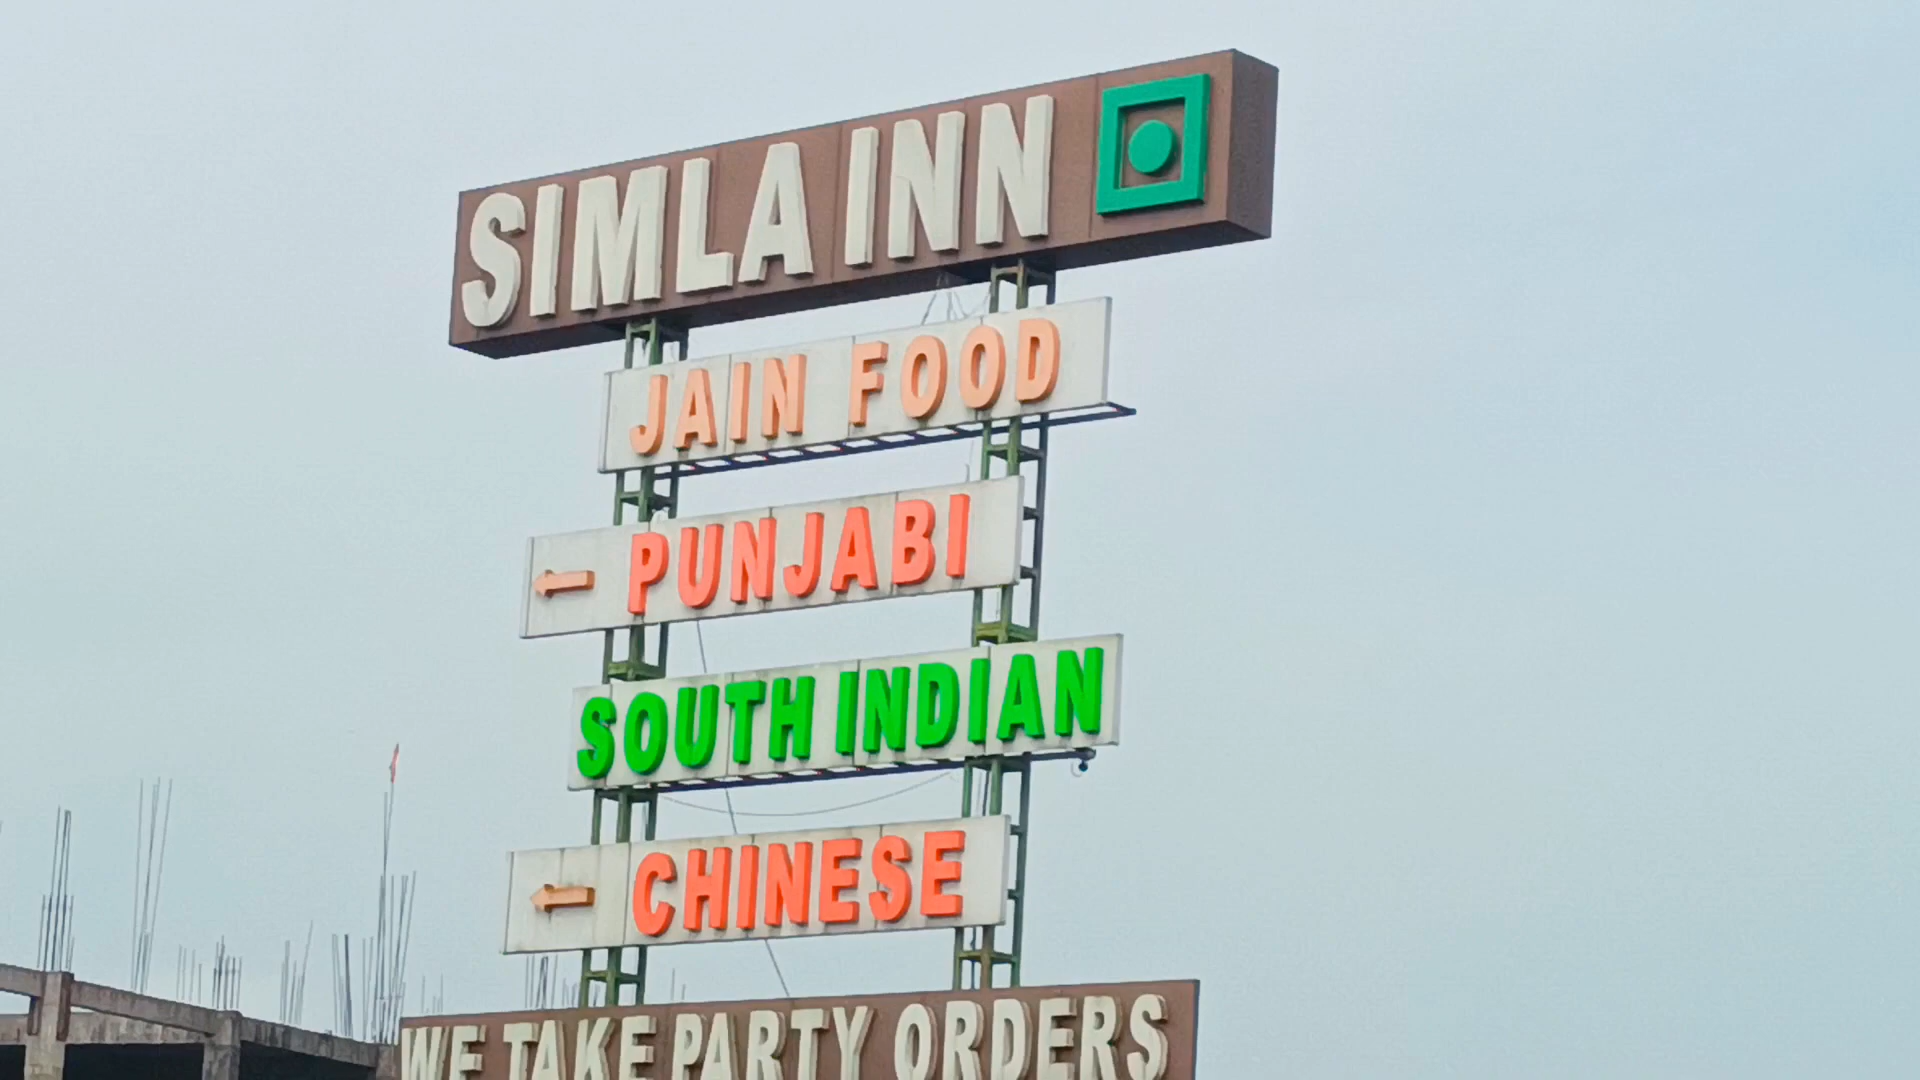 SIMLA INN
JAIN FOOD
PUNJABI
SOUTH INDIAN
CHINESE
WE TAKE PARTY ORDERS